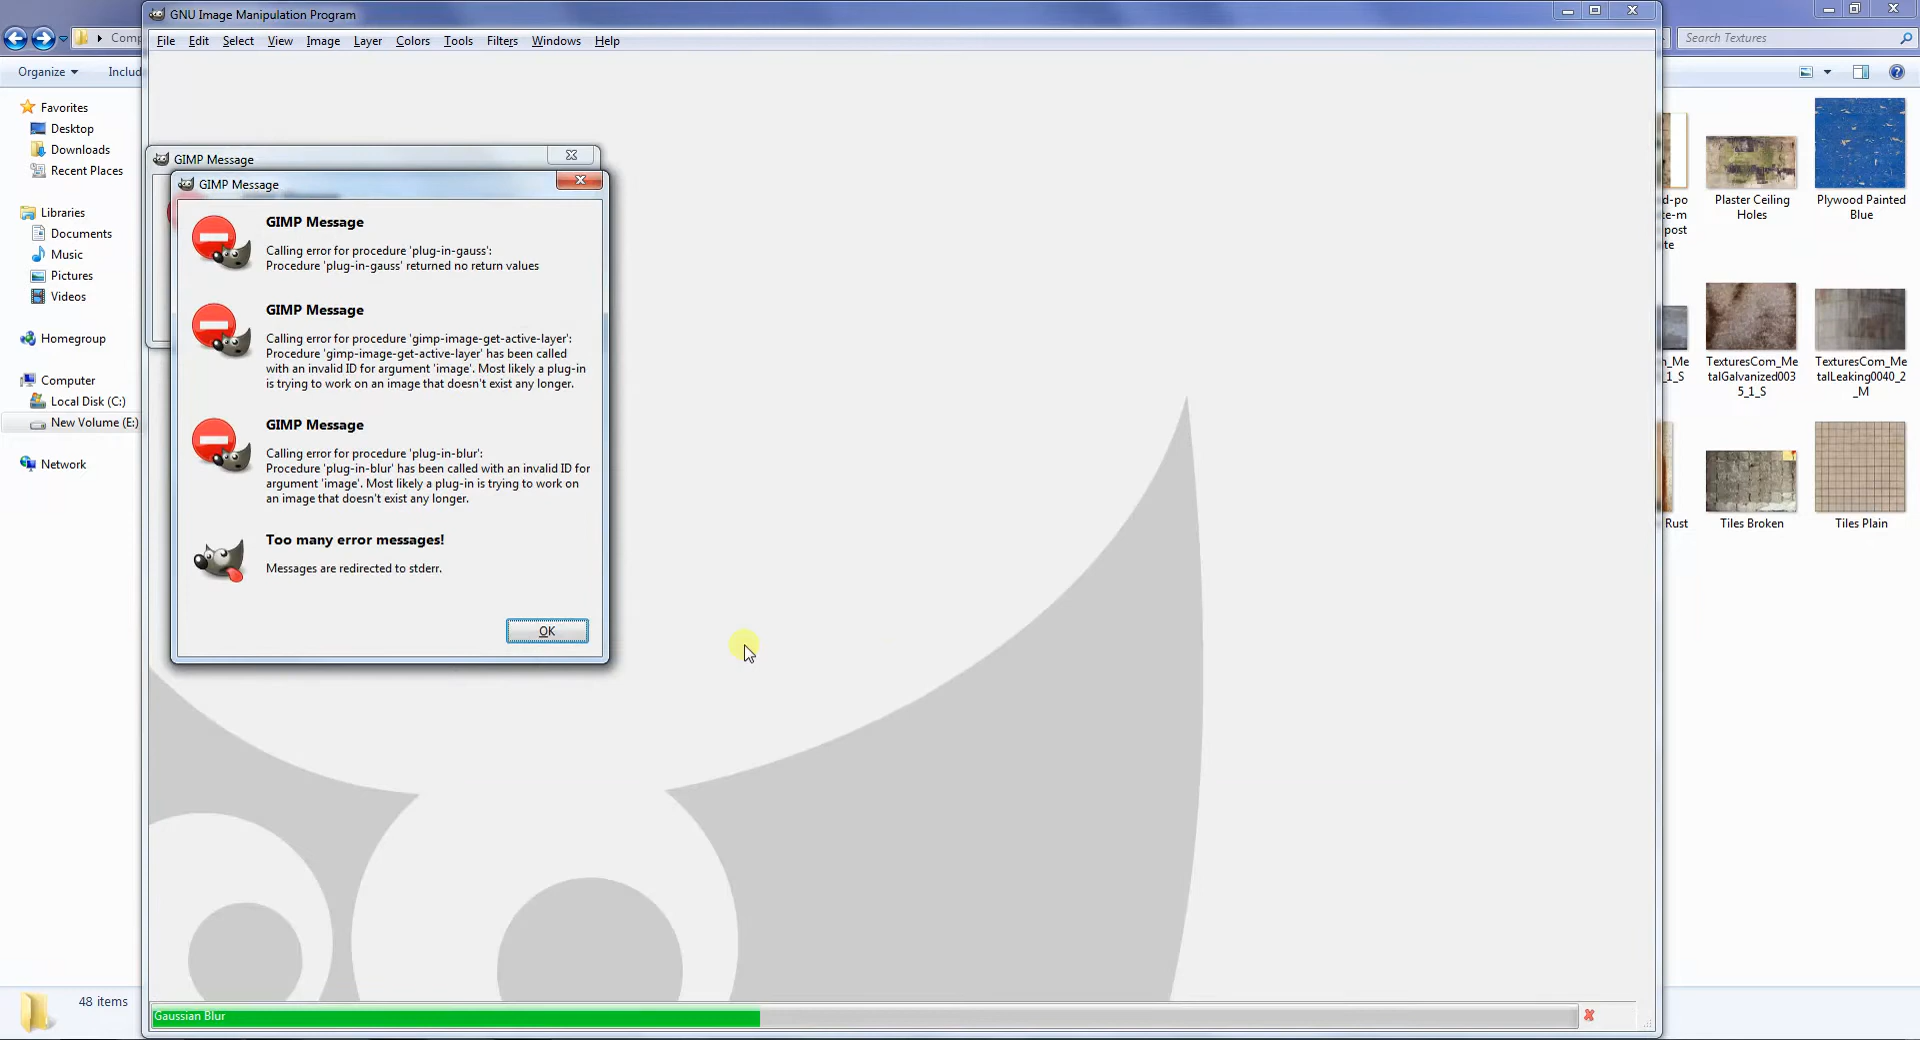 GNU Image Manipulation Program
File Edit Select View Image Layer Colors Tools Filters Windows Help
Search Textures
Organize
Includ
Comp
Favorites
Desktop
Downloads
Recent Places
Libraries
Documents
Music
Pictures
Videos
Homegroup
Computer
Local Disk (C:)
New Volume (E:)
Network
48 items
GIMP Message
GIMP Message
GIMP Message
Calling error for procedure 'plug-in-gauss':
Procedure 'plug-in-gauss' returned no return values
GIMP Message
Calling error for procedure 'gimp-image-get-active-layer':
Procedure 'gimp-image-get-active-layer' has been called
with an invalid ID for argument 'image'. Most likely a plug-in
is trying to work on an image that doesn't exist any longer.
GIMP Message
Calling error for procedure 'plug-in-blur':
Procedure 'plug-in-blur' has been called with an invalid ID for
argument 'image'. Most likely a plug-in is trying to work on
an image that doesn't exist any longer.
Too many error messages!
Messages are redirected to stderr.
OK
Gaussian Blur
d-po
te-m
post
te
Plaster Ceiling
Holes
Plywood Painted
Blue
n_Me
_1_S
TexturesCom_Me
talGalvanized003
5_1_S
TexturesCom_Me
talLeaking0040_2
_M
Rust
Tiles Broken
Tiles Plain